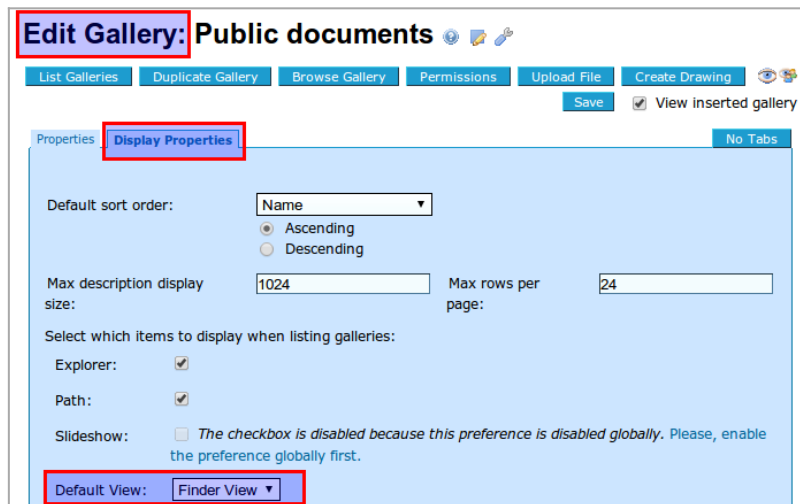 Edit Gallery: Public documents
List Galleries Duplicate Gallery Browse Gallery Permissions Upload File Create Drawing
Save View inserted gallery
Properties Display Properties No Tabs
Default sort order: Name
Ascending
Descending
Max description display size: 1024 Max rows per page: 24
Select which items to display when listing galleries:
Explorer:
Path:
Slideshow: The checkbox is disabled because this preference is disabled globally. Please, enable
the preference globally first.
Default View: Finder View